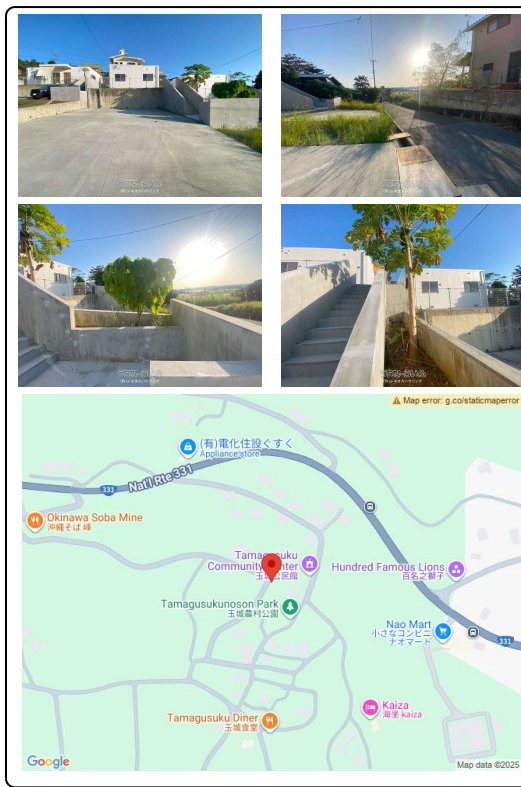 Map error: g.co/staticmaperror
(有)電化住設ぐすく
Appliance store
Nat'l Rte 331
331
Okinawa Soba Mine
沖縄そば 峰
Tamagusuku
Community Center
玉城公民館
Hundred Famous Lions
百名之獅子
Tamagusukunoson Park
玉城農村公園
Nao Mart
小さなコンビニ
ナオマート
331
Kaiza
海坐 kaiza
Tamagusuku Diner
玉城食堂
Google
Map data ©2025